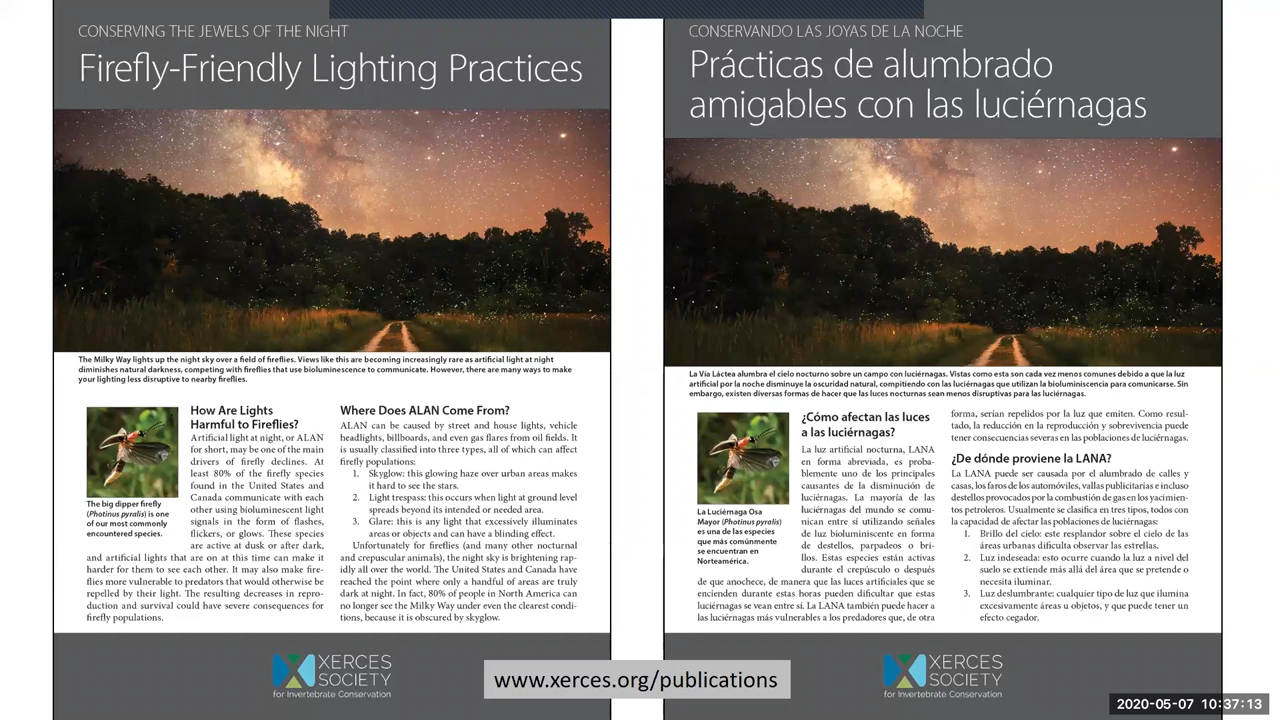 CONSERVING THE JEWELS OF THE NIGHT
Firefly-Friendly Lighting Practices
The Milky Way lights up the night sky over a field of fireflies. Views like this are becoming increasingly rare as artificial light at night
diminishes natural darkness, competing with fireflies that use bioluminescence to communicate. However, there are many ways to make
your lighting less disruptive to nearby fireflies.
The big dipper firefly
(Photinus pyralis) is one
of our most commonly
encountered species.
How Are Lights
Harmful to Fireflies?
Artificial light at night, or ALAN
for short, may be one of the main
drivers of firefly declines. At
least 80% of the firefly species
found in the United States and
Canada communicate with each
other using bioluminescent light
signals in the form of flashes,
flickers, or glows. These species
are active at dusk or after dark,
and artificial lights that are on at this time can make it
harder for them to see each other. It may also make fire-
flies more vulnerable to predators that would otherwise be
repelled by their light. The resulting decreases in repro-
duction and survival could have severe consequences for
firefly populations.
Where Does ALAN Come From?
ALAN can be caused by street and house lights, vehicle
headlights, billboards, and even gas flares from oil fields. It
is usually classified into three types, all of which can affect
firefly populations:
1. Skyglow: this glowing haze over urban areas makes
it hard to see the stars.
2. Light trespass: this occurs when light at ground level
spreads beyond its intended or needed area.
3. Glare: this is any light that excessively illuminates
areas or objects and can have a blinding effect.
Unfortunately for fireflies (and many other nocturnal
and crepuscular animals), the night sky is brightening rap-
idly all over the world. The United States and Canada have
reached the point where only a handful of areas are truly
dark at night. In fact, 80% of people in North America can
no longer see the Milky Way under even the clearest condi-
tions, because it is obscured by skyglow.
XERCES
SOCIETY
for Invertebrate Conservation
CONSERVANDO LAS JOYAS DE LA NOCHE
Prácticas de alumbrado
amigables con las luciérnagas
La Vía Láctea alumbra el cielo nocturno sobre un campo con luciérnagas. Vistas como esta son cada vez menos comunes debido a que la luz
artificial por la noche disminuye la oscuridad natural, compitiendo con las luciérnagas que utilizan la bioluminiscencia para comunicarse. Sin
embargo, existen diversas formas de hacer que las luces nocturnas sean menos disruptivas para las luciérnagas.
La Luciérnaga Osa
Mayor (Photinus pyralis)
es una de las especies
que más comúnmente
se encuentran en
Norteamérica.
¿Cómo afectan las luces
a las luciérnagas?
La luz artificial nocturna, LANA
en forma abreviada, es proba-
blemente uno de los principales
causantes de la disminución de
luciérnagas. La mayoría de las
luciérnagas del mundo se comu-
nican entre sí utilizando señales
de luz bioluminiscente en forma
de destellos, parpadeos o bri-
llos. Estas especies están activas
durante el crepúsculo o después
de que anochece, de manera que las luces artificiales que se
encienden durante estas horas pueden dificultar que estas
luciérnagas se vean entre sí. La LANA también puede hacer a
las luciérnagas más vulnerables a los predadores que, de otra
forma, serían repelidos por la luz que emiten. Como resul-
tado, la reducción en la reproducción y sobrevivencia puede
tener consecuencias severas en las poblaciones de luciérnagas.
¿De dónde proviene la LANA?
La LANA puede ser causada por el alumbrado de calles y
casas, los faros de los automóviles, vallas publicitarias e incluso
destellos provocados por la combustión de gas en los yacimien-
tos petroleros. Usualmente se clasifica en tres tipos, todos con
la capacidad de afectar las poblaciones de luciérnagas:
1. Brillo del cielo: este resplandor sobre el cielo de las
áreas urbanas dificulta observar las estrellas.
2. Luz indeseada: esto ocurre cuando la luz a nivel del
suelo se extiende más allá del área que se pretende o
necesita iluminar.
3. Luz deslumbrante: cualquier tipo de luz que ilumina
excesivamente áreas u objetos, y que puede tener un
efecto cegador.
XERCES
SOCIETY
for Invertebrate Conservation
www.xerces.org/publications
2020-05-07 10:37:13